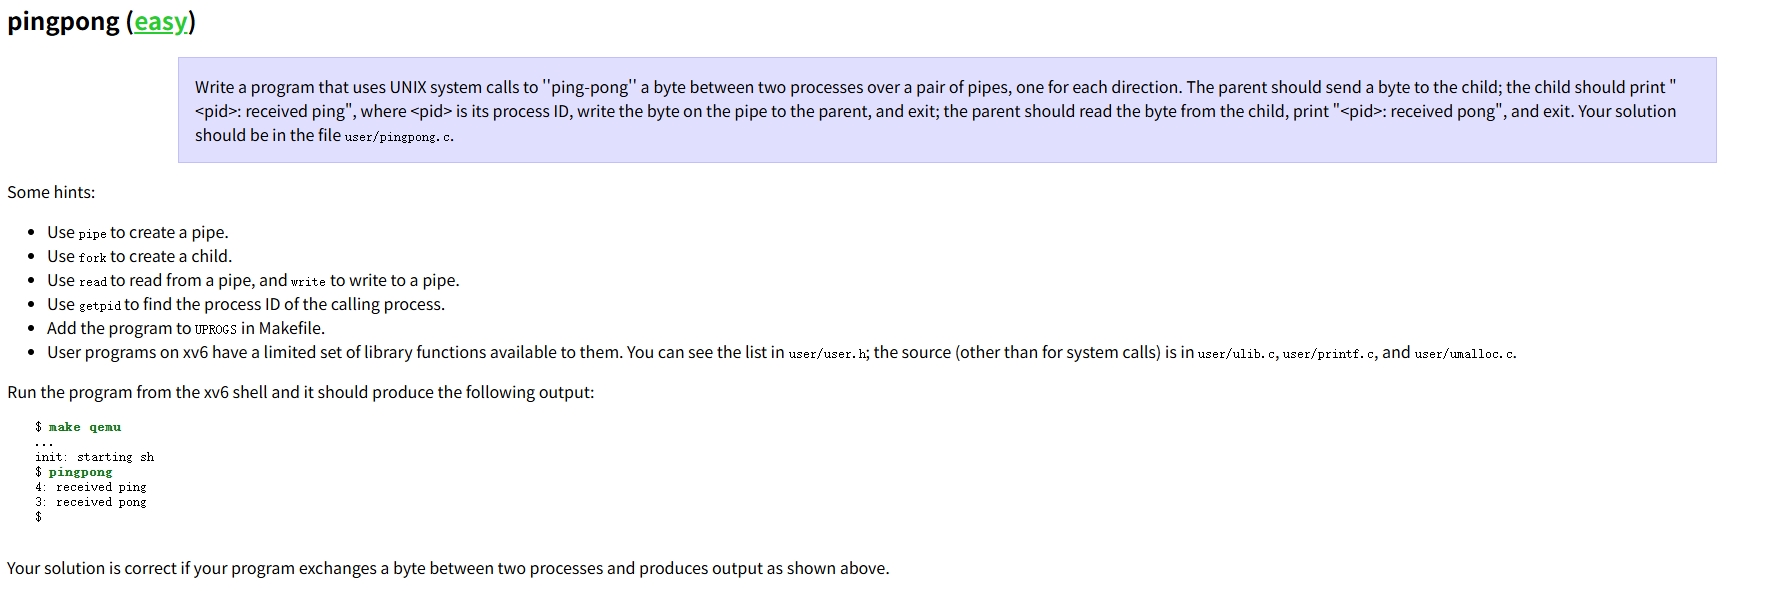 pingpong (easy)
Write a program that uses UNIX system calls to ''ping-pong'' a byte between two processes over a pair of pipes, one for each direction. The parent should send a byte to the child; the child should print "
<pid>: received ping", where <pid> is its process ID, write the byte on the pipe to the parent, and exit; the parent should read the byte from the child, print "<pid>: received pong", and exit. Your solution
should be in the file user/pingpong.c.
Some hints:
• Use pipe to create a pipe.
• Use fork to create a child.
• Use read to read from a pipe, and write to write to a pipe.
• Use getpid to find the process ID of the calling process.
• Add the program to UPROGS in Makefile.
• User programs on xv6 have a limited set of library functions available to them. You can see the list in user/user.h; the source (other than for system calls) is in user/ulib.c, user/printf.c, and user/umalloc.c.
Run the program from the xv6 shell and it should produce the following output:
$ make qemu
...
init: starting sh
$ pingpong
4: received ping
3: received pong
$
Your solution is correct if your program exchanges a byte between two processes and produces output as shown above.